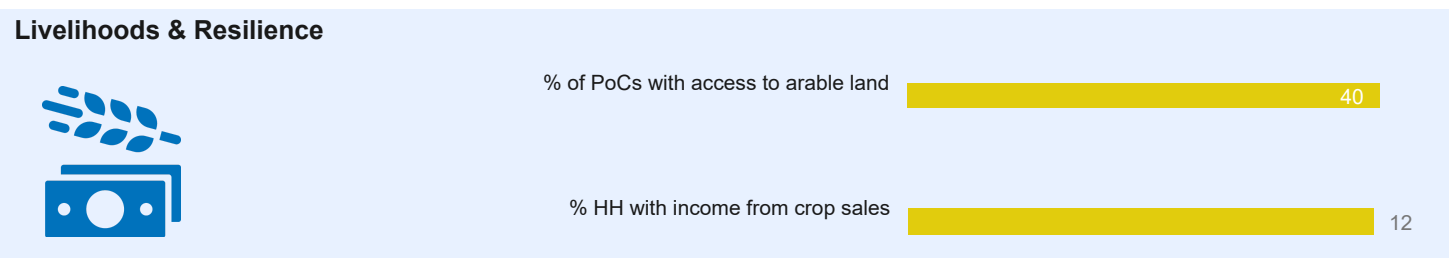 Livelihoods & Resilience
% of PoCs with access to arable land
40
% HH with income from crop sales
12